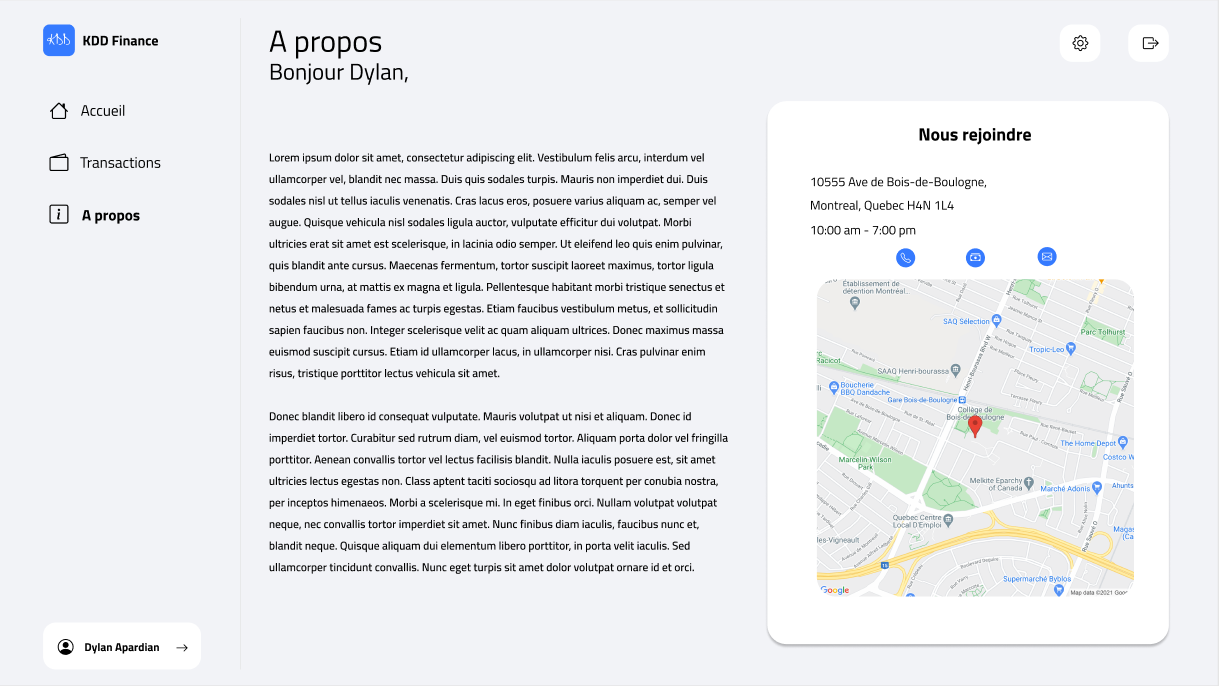 KDD
KDD Finance
Accueil
Transactions
A propos
Dylan Apardian
A propos
Bonjour Dylan,
Lorem ipsum dolor sit amet, consectetur adipiscing elit. Vestibulum felis arcu, interdum vel
ullamcorper vel, blandit nec massa. Duis quis sodales turpis. Mauris non imperdiet dui. Duis
sodales nisl ut tellus iaculis venenatis. Cras lacus eros, posuere varius aliquam ac, semper vel
augue. Quisque vehicula nisl sodales ligula auctor, vulputate efficitur dui volutpat. Morbi
ultricies erat sit amet est scelerisque, in lacinia odio semper. Ut eleifend leo quis enim pulvinar,
quis blandit ante cursus. Maecenas fermentum, tortor suscipit laoreet maximus, tortor ligula
bibendum urna, at mattis ex magna et ligula. Pellentesque habitant morbi tristique senectus et
netus et malesuada fames ac turpis egestas. Etiam faucibus vestibulum metus, et sollicitudin
sapien faucibus non. Integer scelerisque velit ac quam aliquam ultrices. Donec maximus massa
euismod suscipit cursus. Etiam id ullamcorper lacus, in ullamcorper nisi. Cras pulvinar enim
risus, tristique porttitor lectus vehicula sit amet.
Donec blandit libero id consequat vulputate. Mauris volutpat ut nisi et aliquam. Donec id
imperdiet tortor. Curabitur sed rutrum diam, vel euismod tortor. Aliquam porta dolor vel fringilla
porttitor. Aenean convallis tortor vel lectus facilisis blandit. Nulla iaculis posuere est, sit amet
ultricies lectus egestas non. Class aptent taciti sociosqu ad litora torquent per conubia nostra,
per inceptos himenaeos. Morbi a scelerisque mi. In eget finibus orci. Nullam volutpat volutpat
neque, nec convallis tortor imperdiet sit amet. Nunc finibus diam iaculis, faucibus nunc et,
blandit neque. Quisque aliquam dui elementum libero porttitor, in porta velit iaculis. Sed
ullamcorper tincidunt convallis. Nunc eget turpis sit amet dolor volutpat ornare id et orci.
Nous rejoindre
10555 Ave de Bois-de-Boulogne,
Montreal, Quebec H4N 1L4
10:00 am - 7:00 pm
Établissement de
détention Montréal...
SAQ Sélection
Parc Tolhurst
Tropic-Leo
Racicot
SAAQ Henri-bourassa
Henri-Bourassa Blvd W
Boucherie
BBQ Dandache
Gare Bois-de-Boulogne
Collège de
Bois-de-Boulogne
The Home Depot
Costco W
Marcelin-Wilson
Park
Melkite Eparchy
of Canada
Marché Adonis
Ahunts
Quebec Centre
Local D'Emploi
les-Vigneault
Magas
(Ca
15
Supermarché Byblos
Google
Map data ©2021 Goo